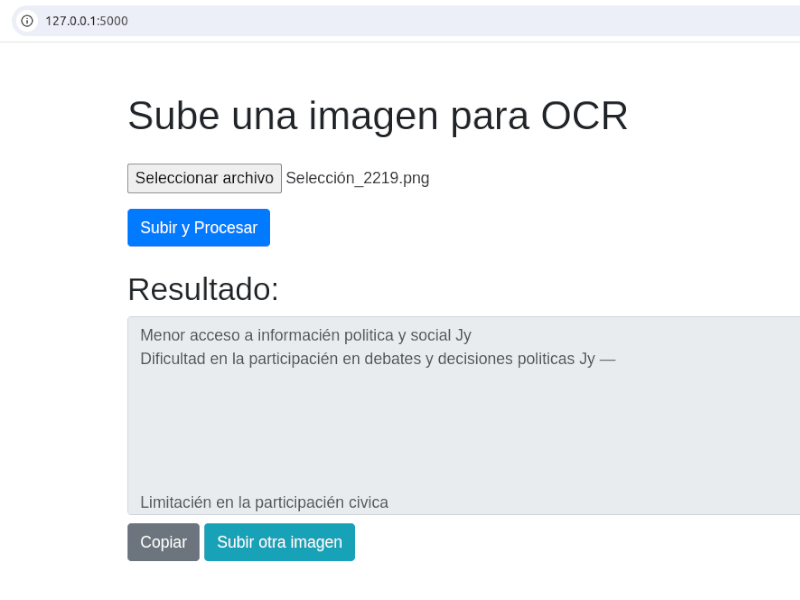 127.0.0.1:5000
Sube una imagen para OCR
Seleccionar archivo Selección_2219.png
Subir y Procesar
Resultado:
Menor acceso a informacién politica y social Jy
Dificultad en la participacién en debates y decisiones politicas Jy —
Limitacién en la participacién civica
Copiar Subir otra imagen